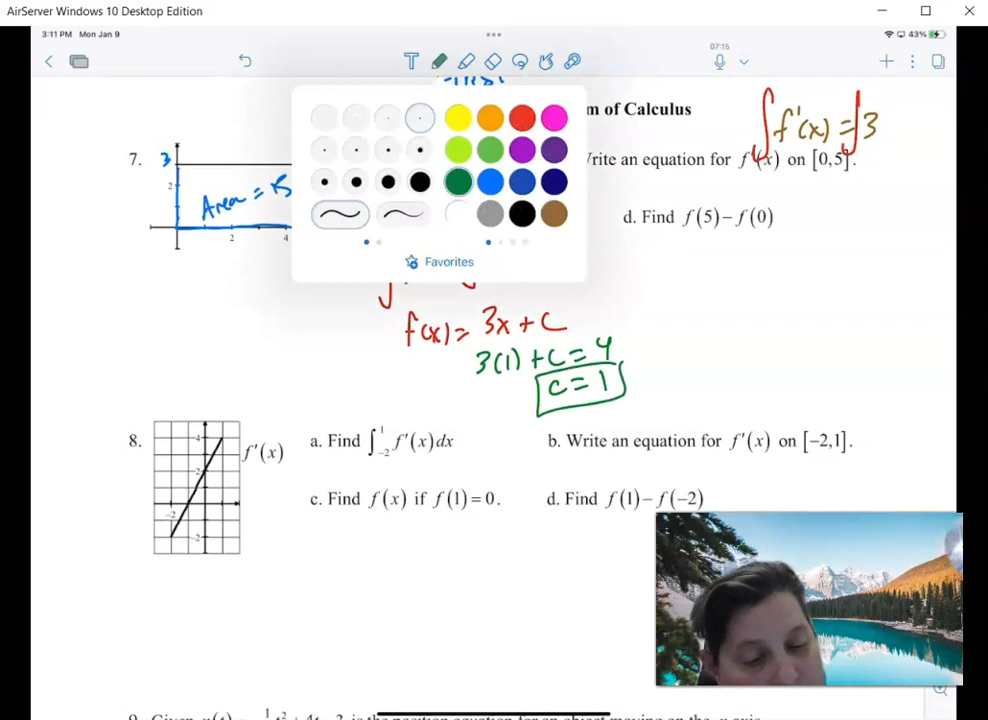 AirServer Windows 10 Desktop Edition
3:11 PM Mon Jan 9
43%
07:15
m of Calculus
∫f'(x) = ∫3
7.
3
2
Area = 15
2
4
Write an equation for f'(x) on [0,5].
d. Find f(5) − f(0)
Favorites
f(x) = 3x + c
3(1) + c = 4
c = 1
8.
4
-2
-2
f'(x)
a. Find ∫₋₂¹ f'(x)dx
b. Write an equation for f'(x) on [−2,1].
c. Find f(x) if f(1) = 0.
d. Find f(1) − f(−2)